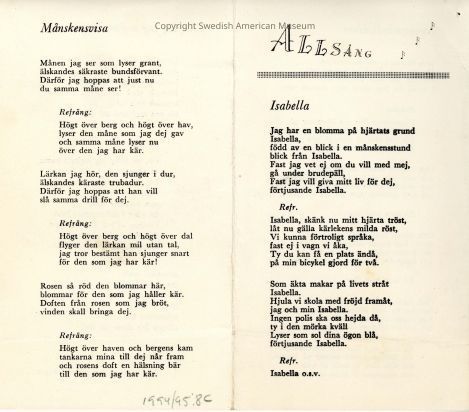 Copyright Swedish American Museum
Månskensvisa
Månen jag ser som lyser grant,
älskandes säkraste bundsförvant.
Därför jag hoppas att just nu
du samma måne ser!
Refräng:
Högt över berg och högt över hav,
lyser den måne som jag dej gav
och samma måne lyser nu
över den jag har kär.
Lärkan jag hör, den sjunger i dur,
älskandes käraste trubadur.
Därför jag hoppas att han vill
slå samma drill för dej.
Refräng:
Högt över berg och högt över dal
flyger den lärkan mil utan tal,
jag tror bestämt han sjunger snart
för den som jag har kär!
Rosen så röd den blommar här,
blommar för den som jag håller kär.
Doften från rosen som jag bröt,
vinden skall bringa dej.
Refräng:
Högt över haven och bergens kam
tankarna mina till dej når fram
och rosens doft en hälsning bär
till den som jag har kär.
1994/95:86
ALLSÅNG
Isabella
Jag har en blomma på hjärtats grund
Isabella,
född av en blick i en månskensstund
blick från Isabella.
Fast jag vet ej om du vill med mej,
gå under brudepäll,
Fast jag vill giva mitt liv för dej,
förtjusande Isabella.
Refr.
Isabella, skänk nu mitt hjärta tröst,
låt nu gälla kärlekens milda röst,
Vi kunna förtroligt språka,
fast ej i vagn vi åka,
Ty du kan få en plats ändå,
på min bicykel gjord för två.
Som äkta makar på livets stråt
Isabella.
Hjula vi skola med fröjd framåt,
jag och min Isabella.
Ingen polis ska oss hejda då,
ty i den mörka kväll
Lyser som sol dina ögon blå,
förtjusande Isabella.
Refr.
Isabella o.s.v.